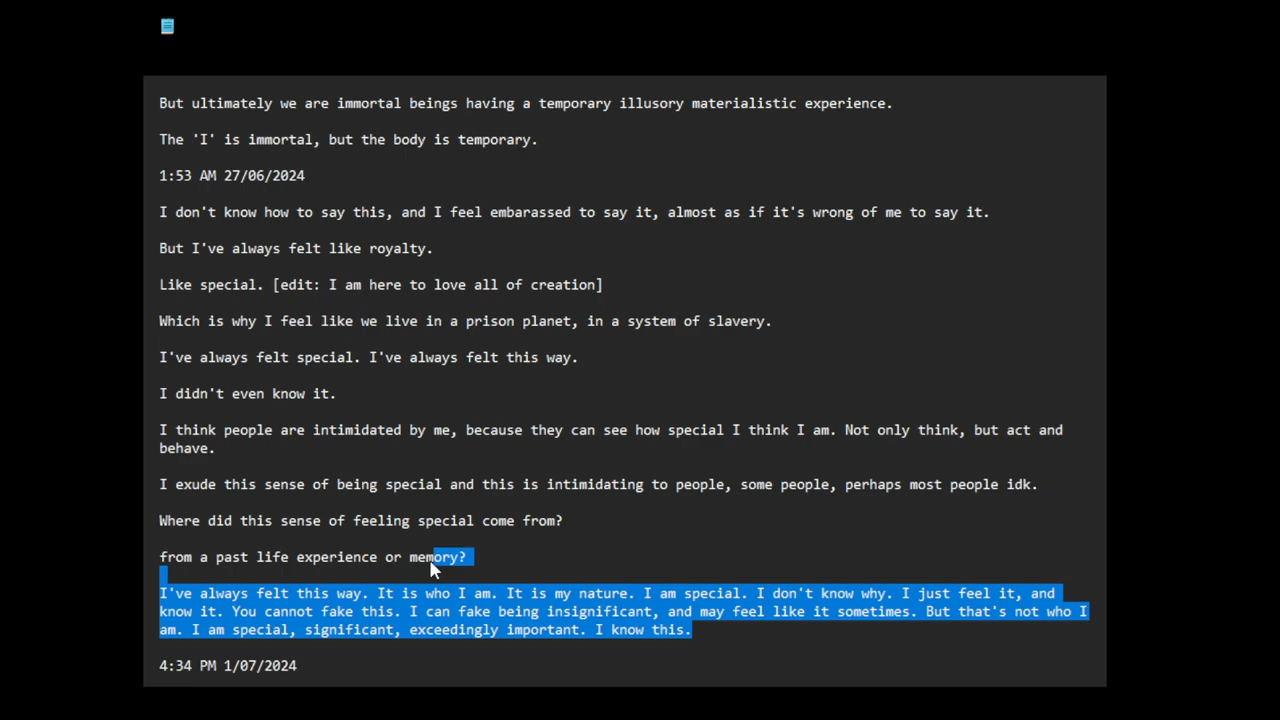 But ultimately we are immortal beings having a temporary illusory materialistic experience.
The 'I' is immortal, but the body is temporary.
1:53 AM 27/06/2024
I don't know how to say this, and I feel embarassed to say it, almost as if it's wrong of me to say it.
But I've always felt like royalty.
Like special. [edit: I am here to love all of creation]
Which is why I feel like we live in a prison planet, in a system of slavery.
I've always felt special. I've always felt this way.
I didn't even know it.
I think people are intimidated by me, because they can see how special I think I am. Not only think, but act and
behave.
I exude this sense of being special and this is intimidating to people, some people, perhaps most people idk.
Where did this sense of feeling special come from?
from a past life experience or memory?
I've always felt this way. It is who I am. It is my nature. I am special. I don't know why. I just feel it, and
know it. You cannot fake this. I can fake being insignificant, and may feel like it sometimes. But that's not who I
am. I am special, significant, exceedingly important. I know this.
4:34 PM 1/07/2024